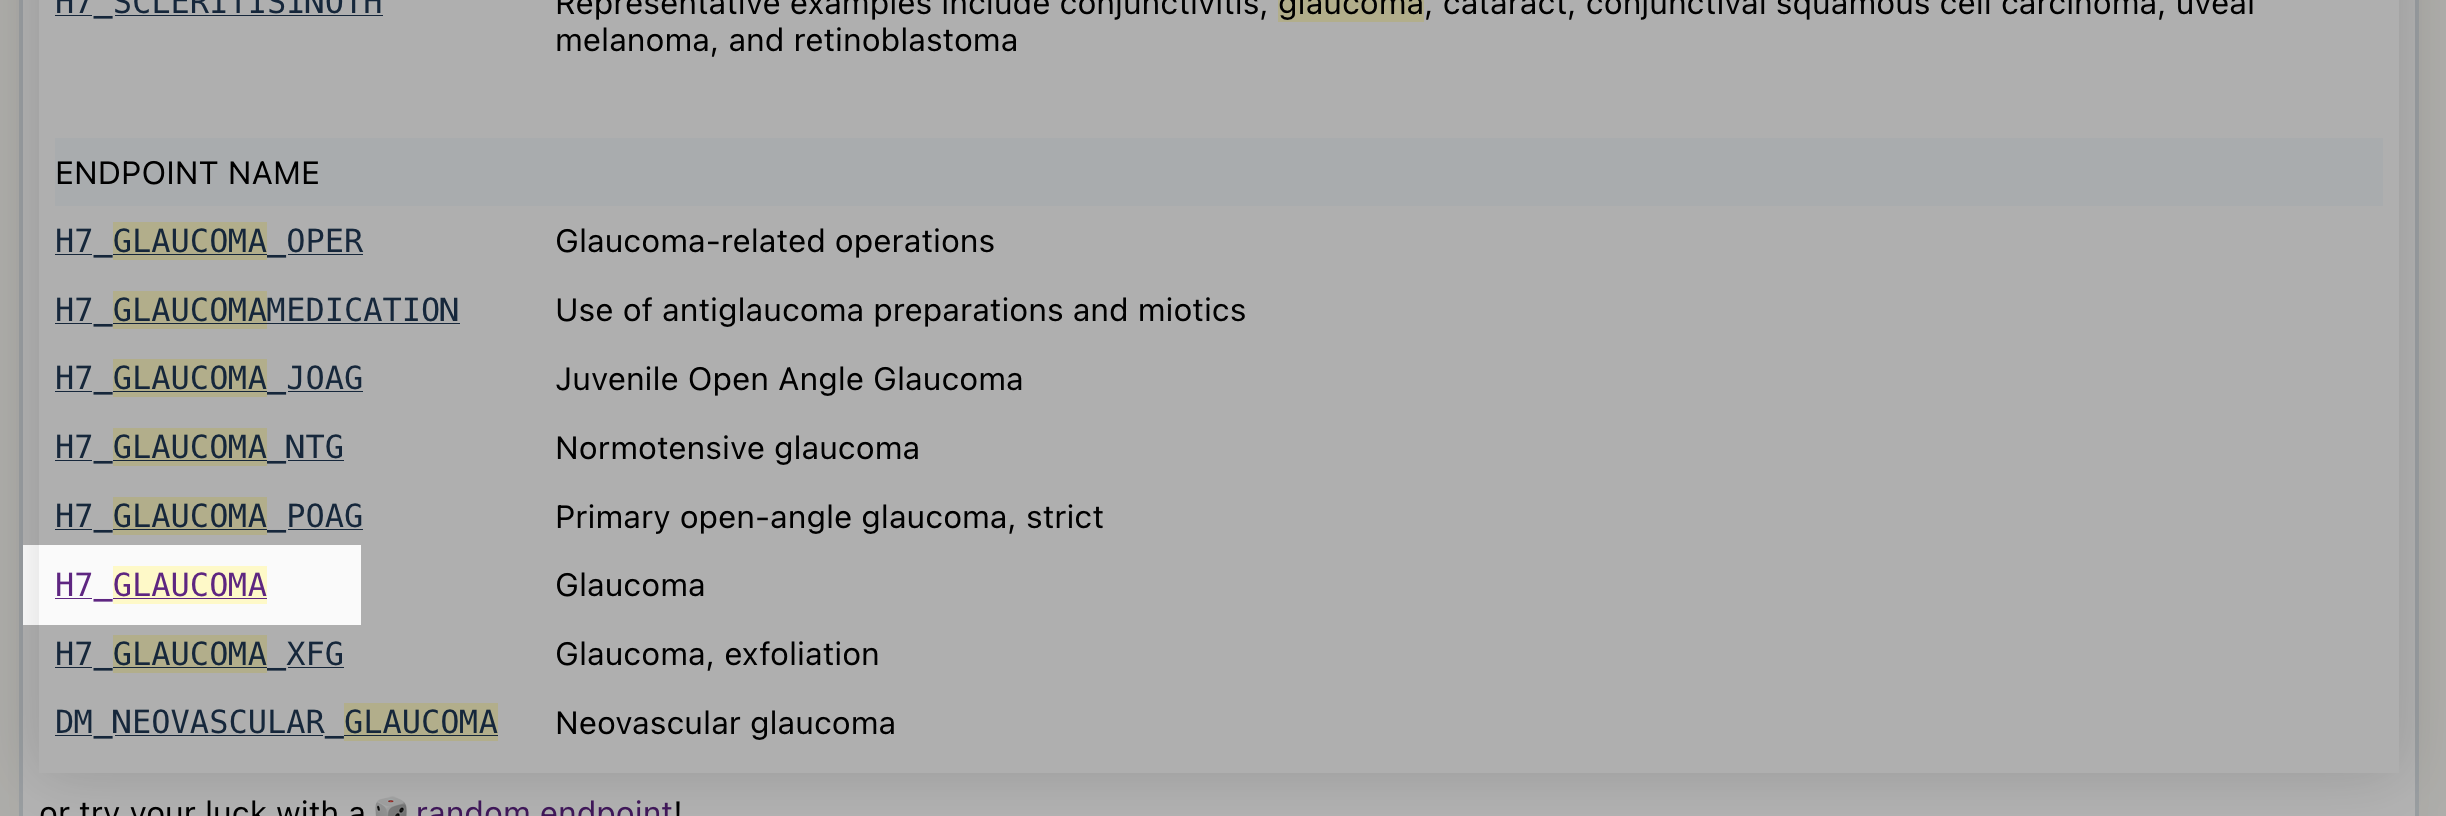 H7_SCLERITISINOTH Representative examples include conjunctivitis, glaucoma, cataract, conjunctival squamous cell carcinoma, uveal
melanoma, and retinoblastoma
ENDPOINT NAME
H7_GLAUCOMA_OPER Glaucoma-related operations
H7_GLAUCOMAMEDICATION Use of antiglaucoma preparations and miotics
H7_GLAUCOMA_JOAG Juvenile Open Angle Glaucoma
H7_GLAUCOMA_NTG Normotensive glaucoma
H7_GLAUCOMA_POAG Primary open-angle glaucoma, strict
H7_GLAUCOMA Glaucoma
H7_GLAUCOMA_XFG Glaucoma, exfoliation
DM_NEOVASCULAR_GLAUCOMA Neovascular glaucoma
or try your luck with a random endpoint!